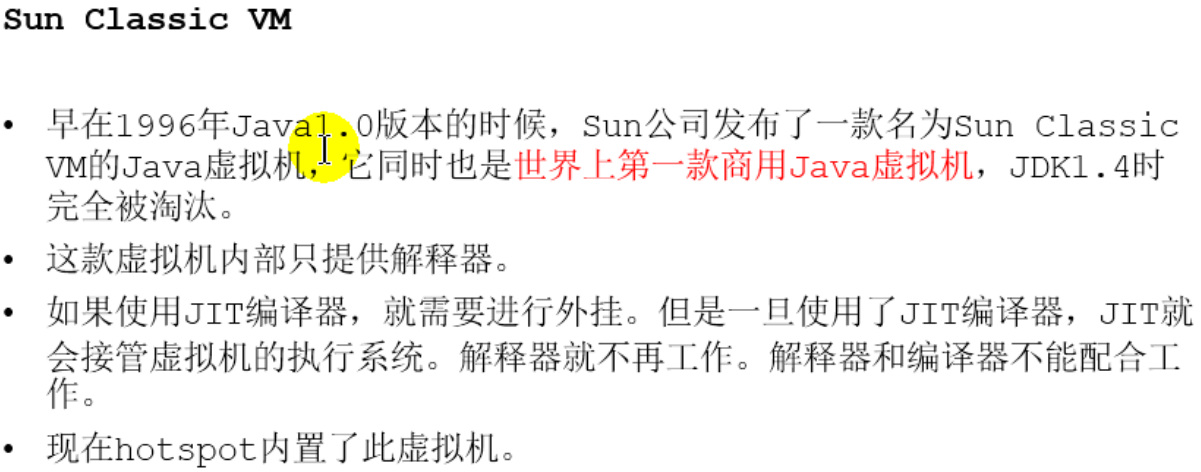 Sun Classic VM
• 早在1996年Java1.0版本的时候，Sun公司发布了一款名为Sun Classic
VM的Java虚拟机，它同时也是世界上第一款商用Java虚拟机，JDK1.4时
完全被淘汰。
• 这款虚拟机内部只提供解释器。
• 如果使用JIT编译器，就需要进行外挂。但是一旦使用了JIT编译器，JIT就
会接管虚拟机的执行系统。解释器就不再工作。解释器和编译器不能配合工
作。
• 现在hotspot内置了此虚拟机。